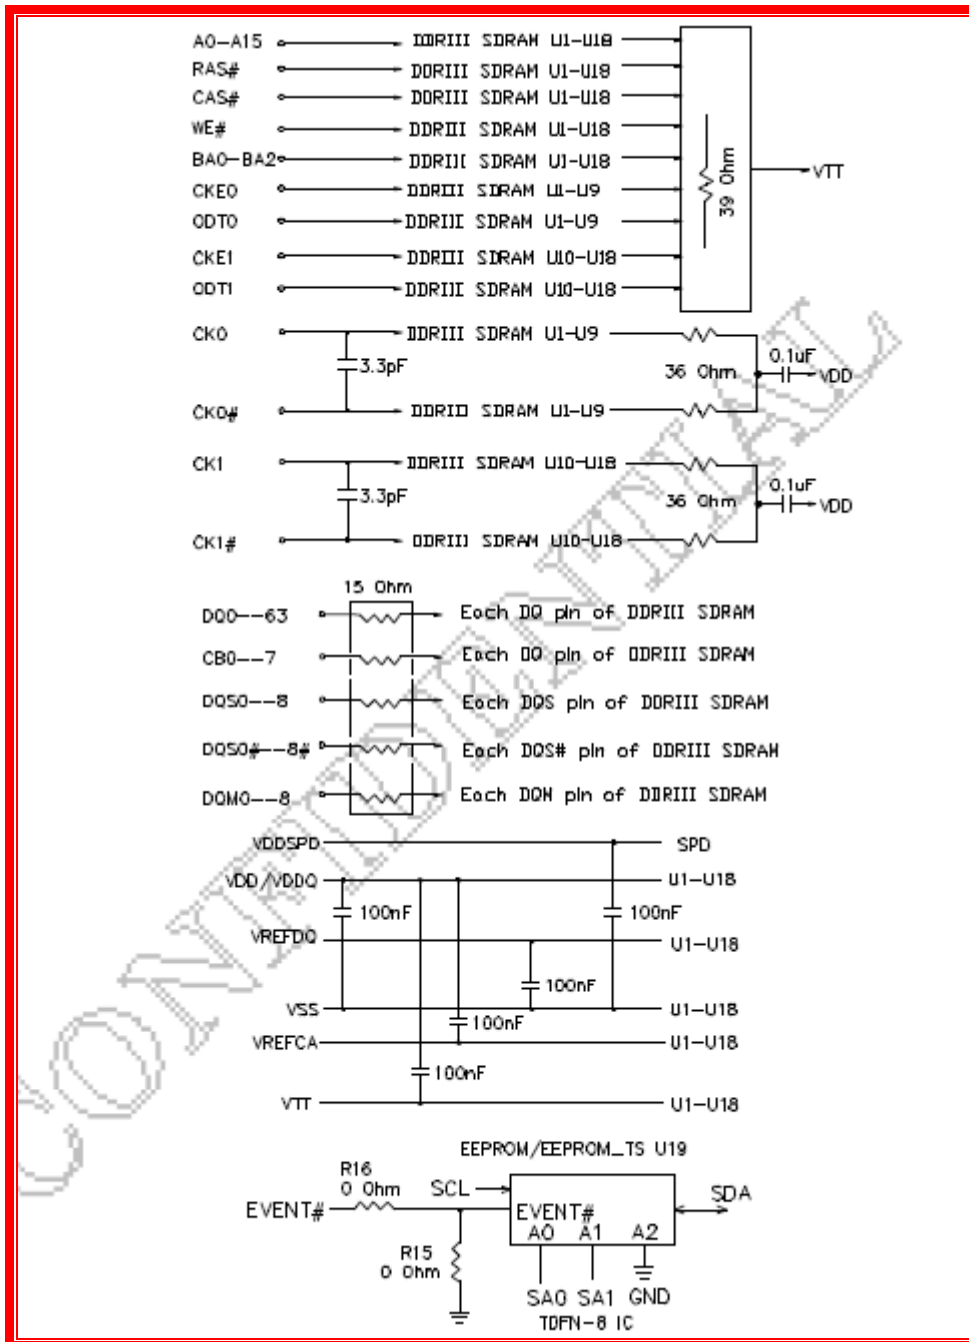 A0-A15 DDRIII SDRAM U1-U18
RAS# DDRIII SDRAM U1-U18
CAS# DDRIII SDRAM U1-U18
WE# DDRIII SDRAM U1-U18
BA0-BA2 DDRIII SDRAM U1-U18
CKE0 DDRIII SDRAM U1-U9
ODT0 DDRIII SDRAM U1-U9
CKE1 DDRIII SDRAM U10-U18
ODT1 DDRIII SDRAM U10-U18
39 Ohm
VTT
CK0 DDRIII SDRAM U1-U9
3.3pF
36 Ohm
0.1uF
VDD
CK0# DDRIII SDRAM U1-U9
CK1 DDRIII SDRAM U10-U18
3.3pF
36 Ohm
0.1uF
VDD
CK1# DDRIII SDRAM U10-U18
15 Ohm
DQ0--63 Each DQ pin of DDRIII SDRAM
CB0--7 Each DQ pin of DDRIII SDRAM
DQS0--8 Each DQS pin of DDRIII SDRAM
DQS0#--8# Each DQS# pin of DDRIII SDRAM
DQM0--8 Each DQM pin of DDRIII SDRAM
VDDSPD SPD
VDD/VDDQ U1-U18
100nF 100nF
VREFDQ U1-U18
100nF
VSS U1-U18
100nF
VREFCA U1-U18
100nF
VTT U1-U18
EEPROM/EEPROM_TS U19
R16
0 Ohm
SCL
SDA
EVENT# EVENT#
A0 A1 A2
R15
0 Ohm
SA0 SA1 GND
TDFN-8 IC
CONFIDENTIAL